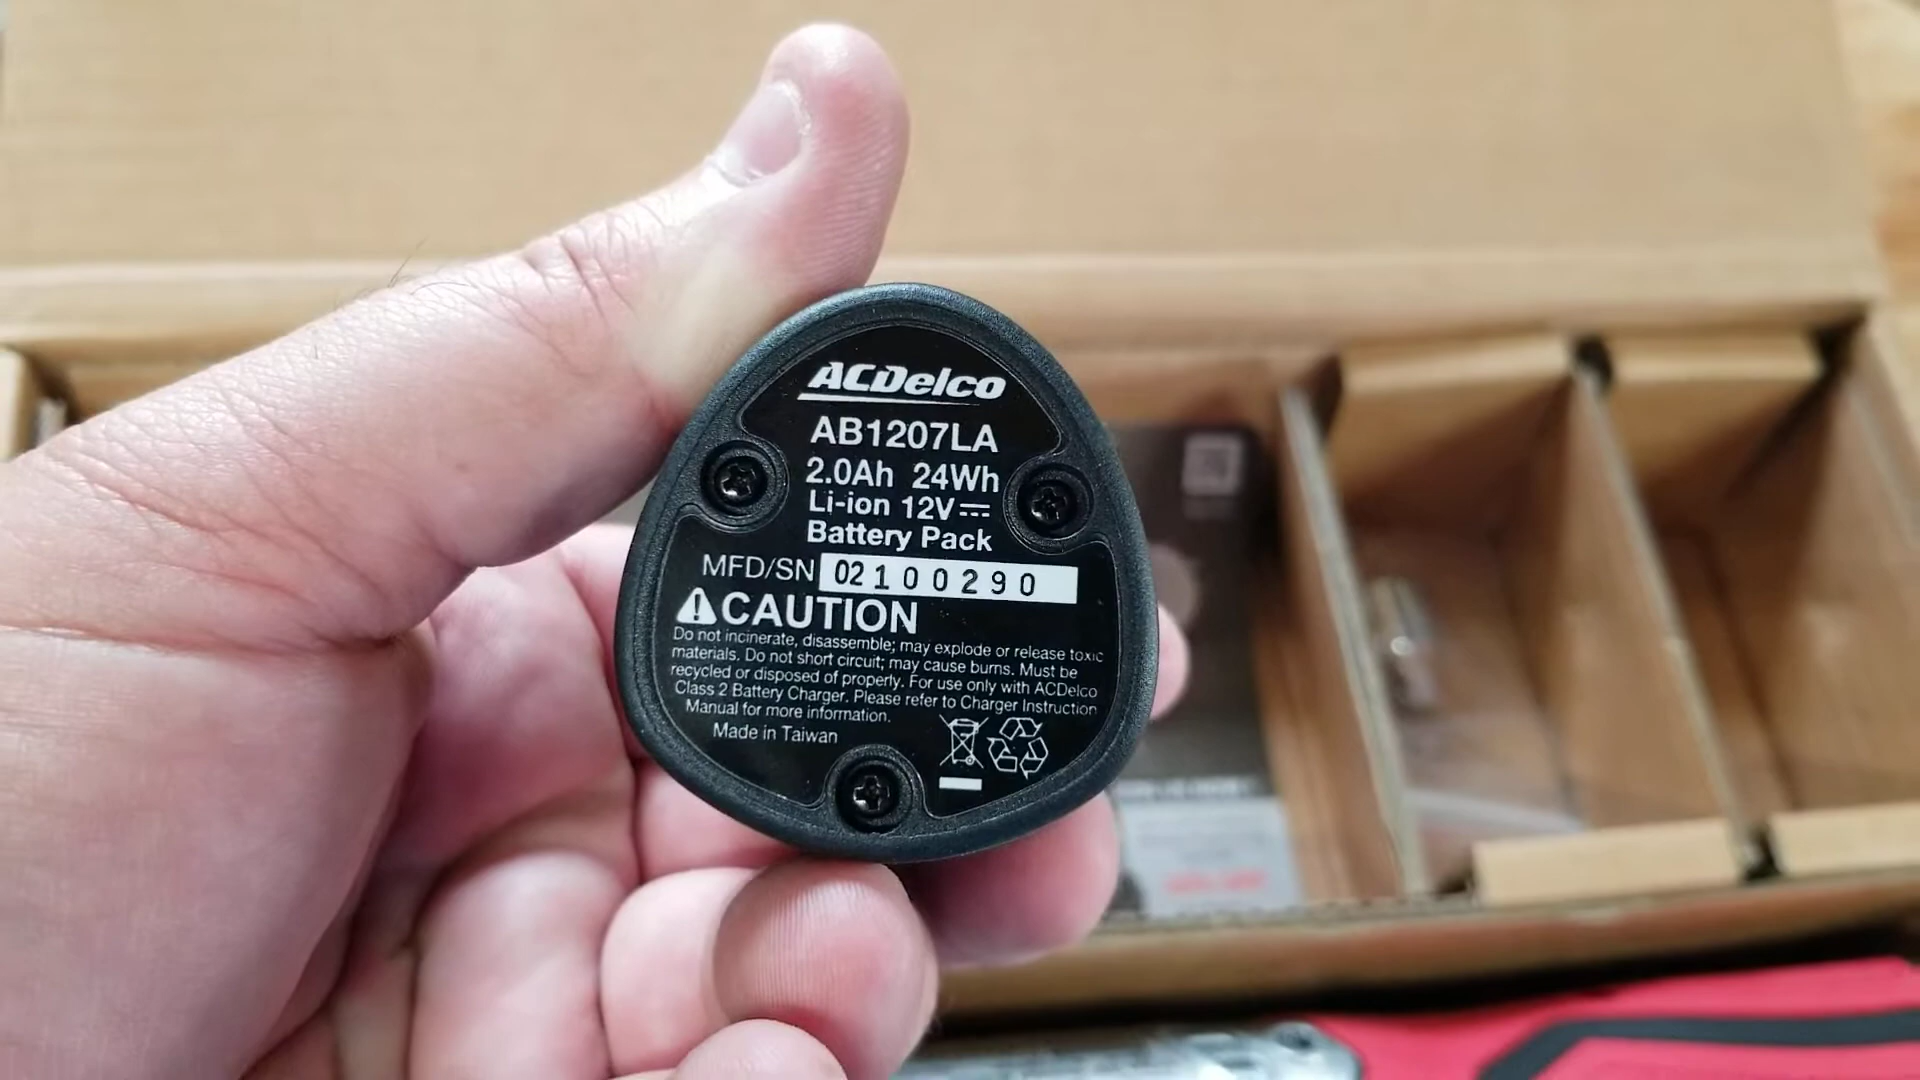 ACDelco
AB1207LA
2.0Ah 24Wh
Li-ion 12V
Battery Pack
MFD/SN 02100290
CAUTION
Do not incinerate, disassemble; may explode or release toxic
materials. Do not short circuit; may cause burns. Must be
recycled or disposed of properly. For use only with ACDelco
Class 2 Battery Charger. Please refer to Charger Instruction
Manual for more information.
Made in Taiwan